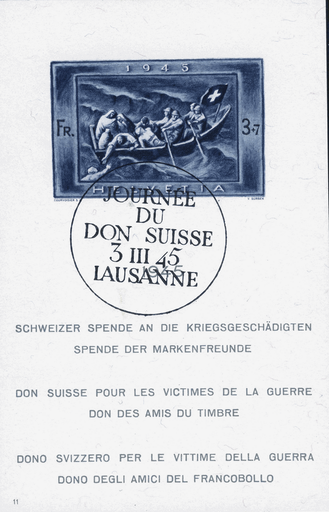 1945
FR. 3+7
HELVETIA
JOURNÉE
DU
DON SUISSE
3 III 45
LAUSANNE
1945
SCHWEIZER SPENDE AN DIE KRIEGSGESCHÄDIGTEN
SPENDE DER MARKENFREUNDE
DON SUISSE POUR LES VICTIMES DE LA GUERRE
DON DES AMIS DU TIMBRE
DONO SVIZZERO PER LE VITTIME DELLA GUERRA
DONO DEGLI AMICI DEL FRANCOBOLLO
11